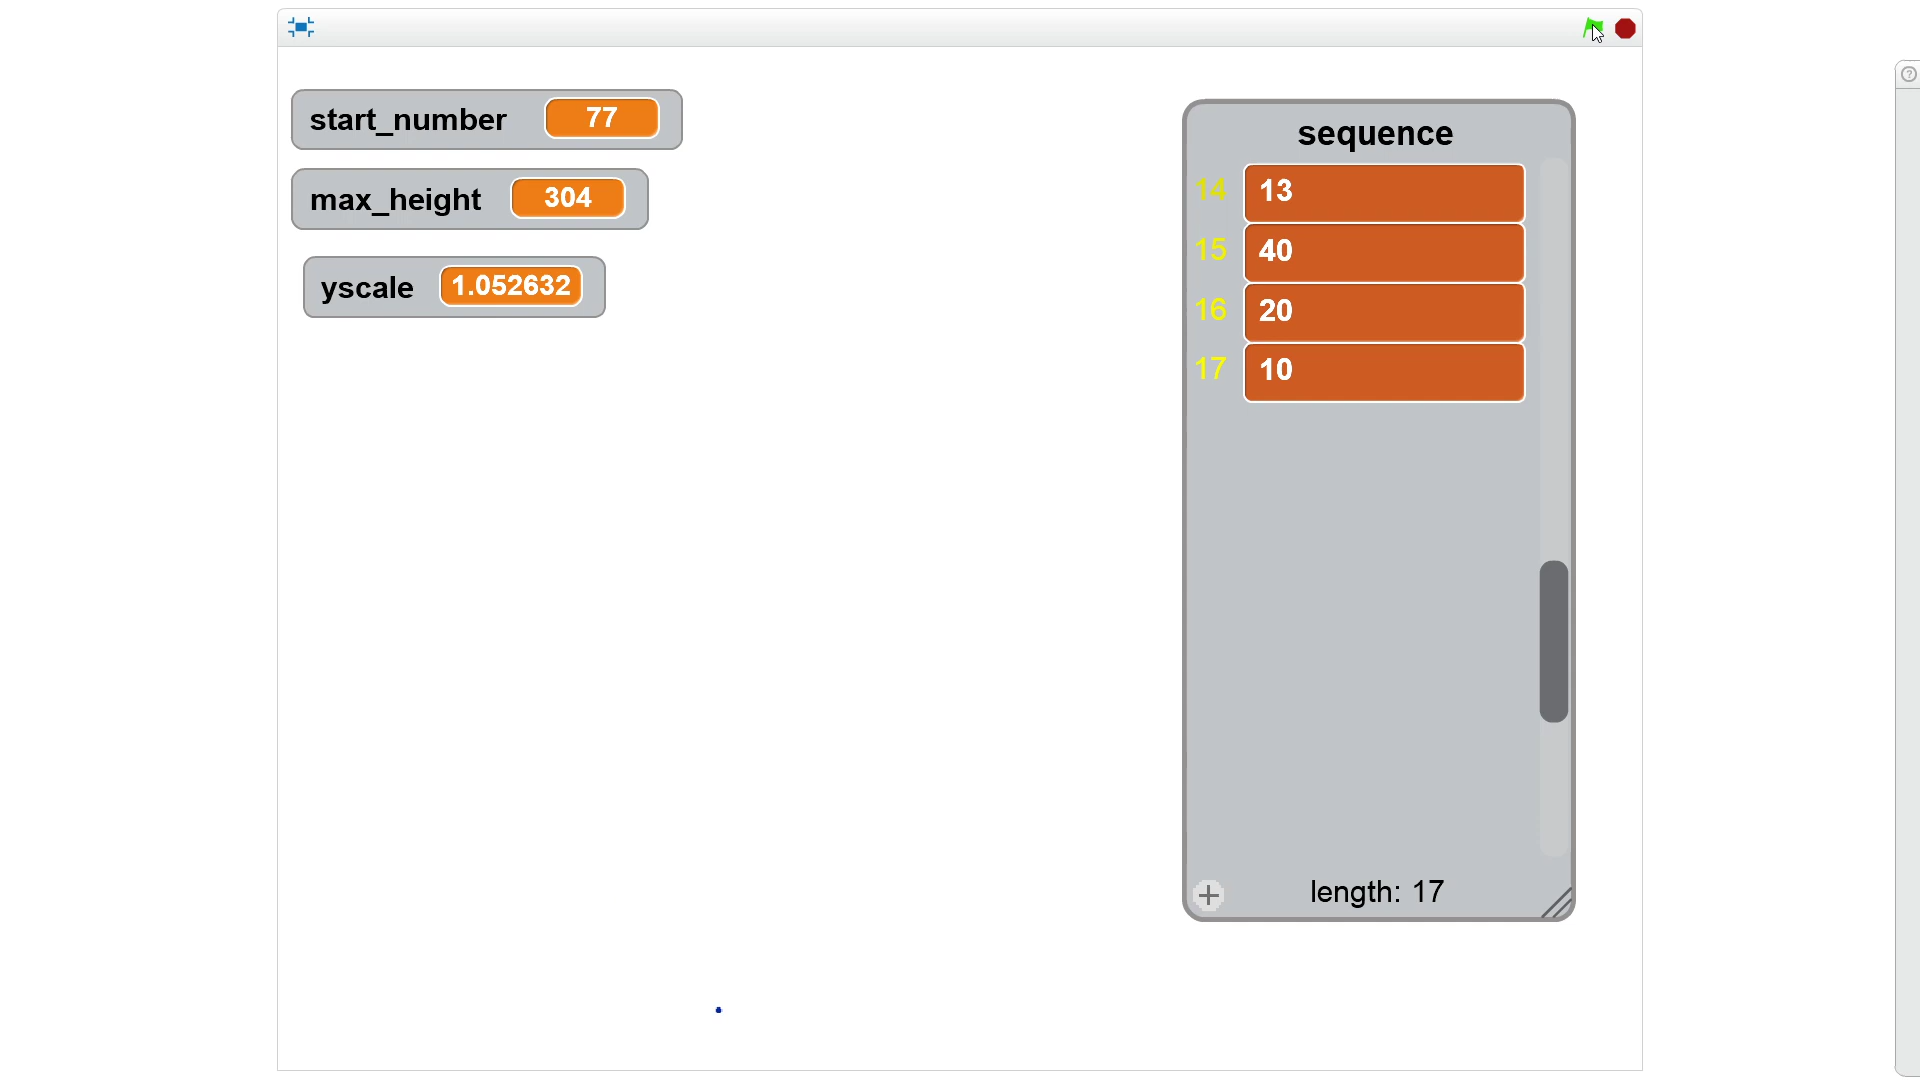 start_number 77
max_height 304
yscale 1.052632
sequence
14 13
15 40
16 20
17 10
+ length: 17
?